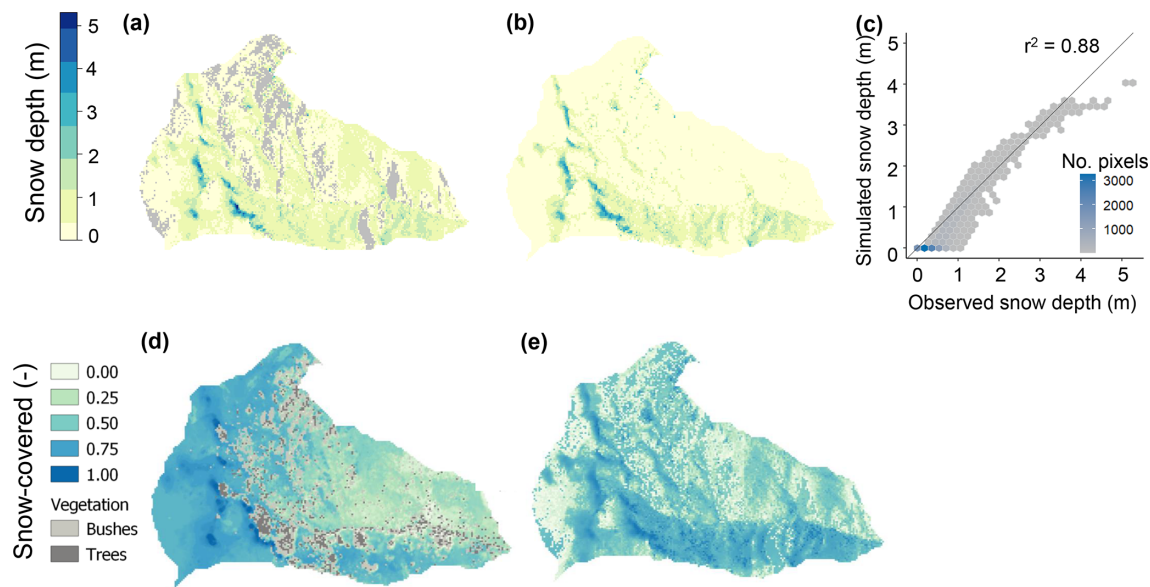 (a)
(b)
(c)
Snow depth (m)
5
4
3
2
1
0
r² = 0.88
Simulated snow depth (m)
5
4
3
2
1
0
No. pixels
3000
2000
1000
0
1
2
3
4
5
Observed snow depth (m)
(d)
(e)
Snow-covered (-)
0.00
0.25
0.50
0.75
1.00
Vegetation
Bushes
Trees